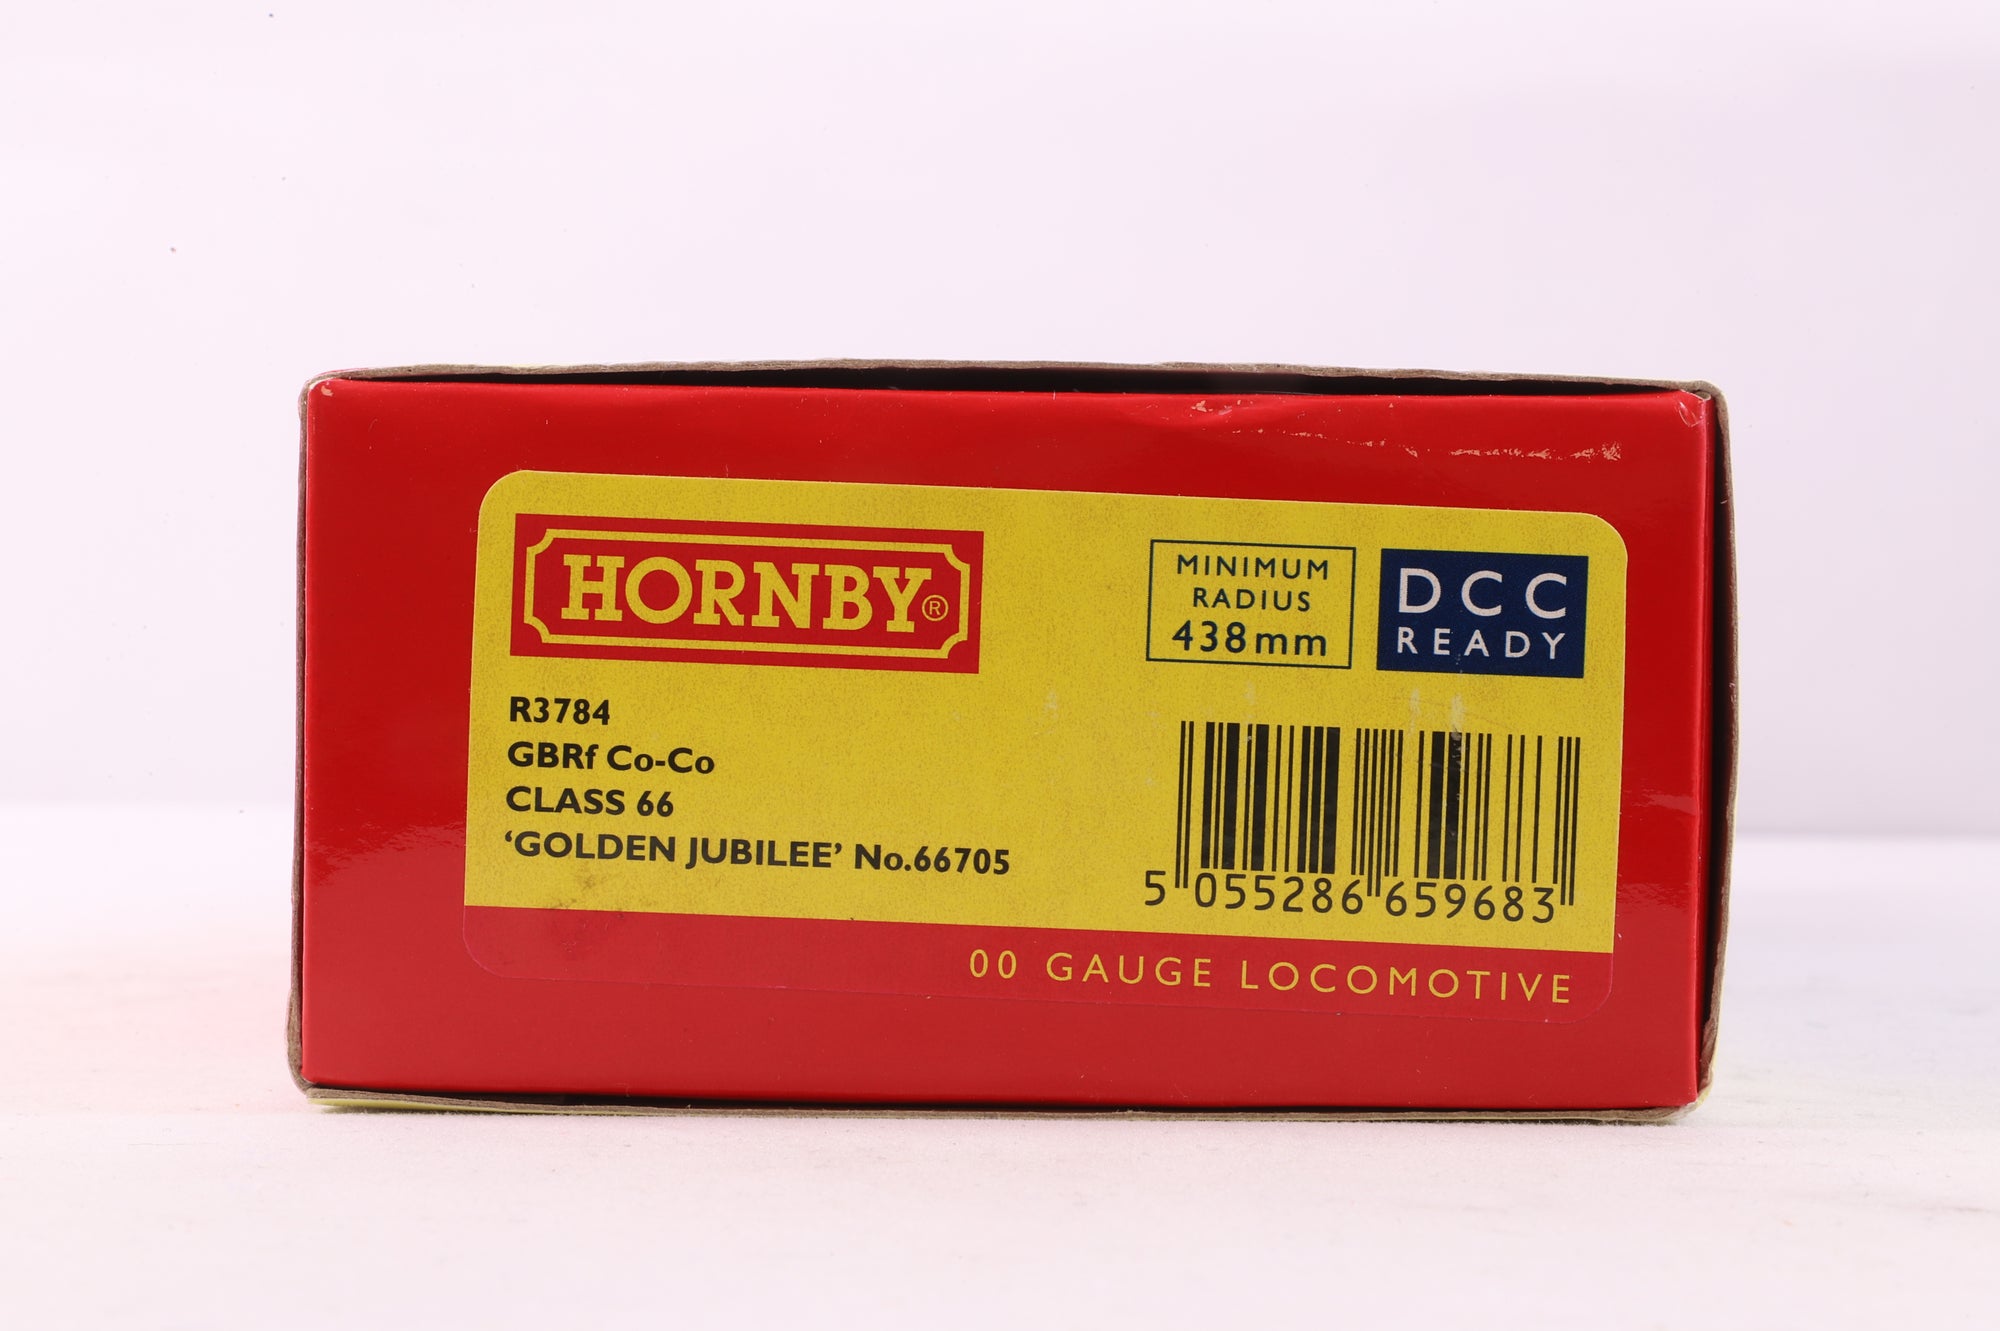 HORNBY®
MINIMUM
RADIUS
438mm
DCC
READY
R3784
GBRf Co-Co
CLASS 66
‘GOLDEN JUBILEE’ No.66705
5 055286 659683
00 GAUGE LOCOMOTIVE